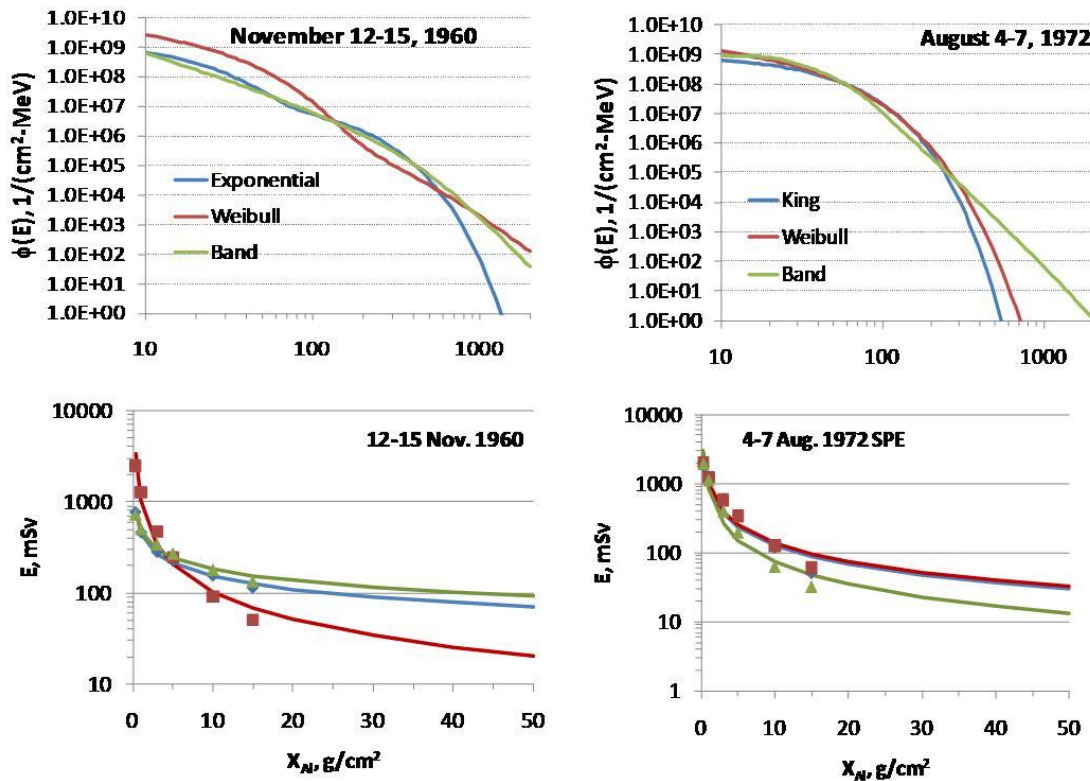 November 12-15, 1960
ϕ(E), 1/(cm²-MeV)
1.0E+10
1.0E+09
1.0E+08
1.0E+07
1.0E+06
1.0E+05
1.0E+04
1.0E+03
1.0E+02
1.0E+01
1.0E+00
Exponential
Weibull
Band
10 100 1000
August 4-7, 1972
ϕ(E), 1/(cm²-MeV)
1.0E+10
1.0E+09
1.0E+08
1.0E+07
1.0E+06
1.0E+05
1.0E+04
1.0E+03
1.0E+02
1.0E+01
1.0E+00
King
Weibull
Band
10 100 1000
12-15 Nov. 1960
E, mSv
10000
1000
100
10
0 10 20 30 40 50
X_Al, g/cm²
4-7 Aug. 1972 SPE
E, mSv
10000
1000
100
10
1
0 10 20 30 40 50
X_Al, g/cm²